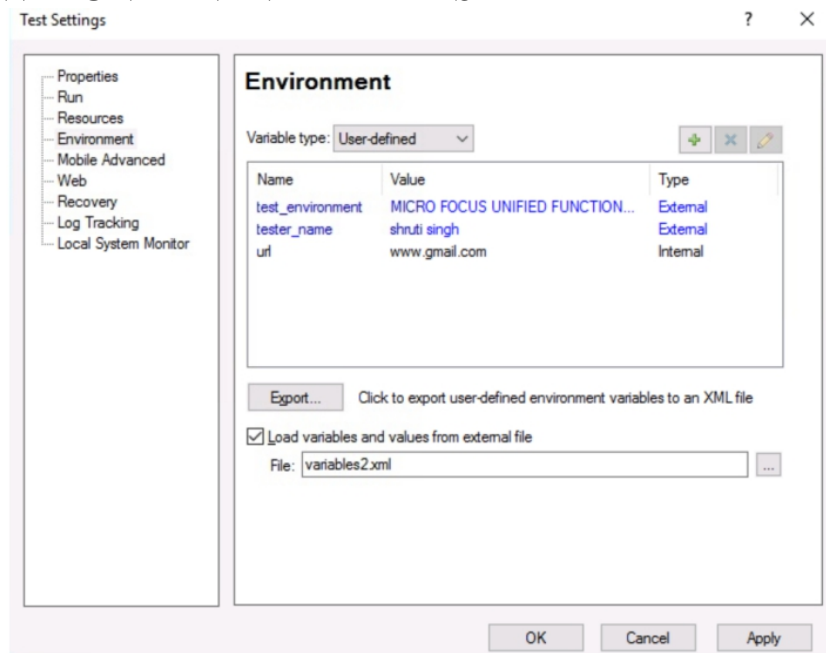 Test Settings
? ×
Properties
Run
Resources
Environment
Mobile Advanced
Web
Recovery
Log Tracking
Local System Monitor
Environment
Variable type: User-defined
Name Value Type
test_environment MICRO FOCUS UNIFIED FUNCTION... External
tester_name shruti singh External
url www.gmail.com Internal
Export... Click to export user-defined environment variables to an XML file
Load variables and values from external file
File: variables2.xml ...
OK Cancel Apply